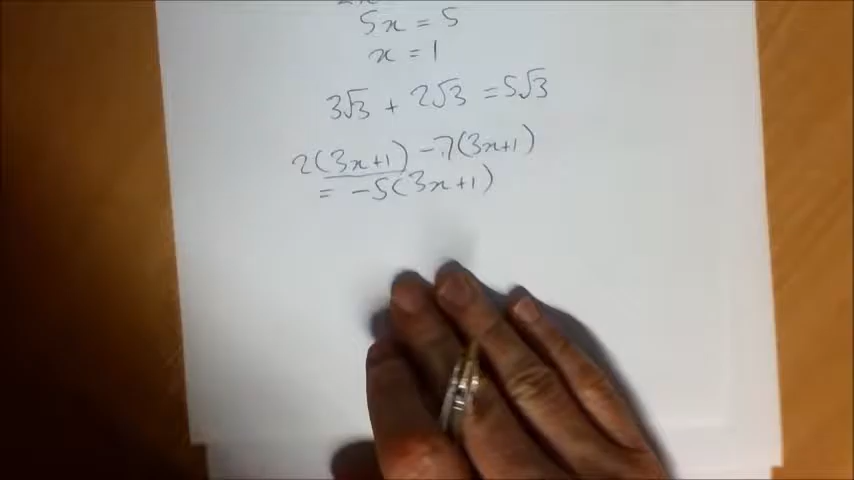 5x = 5
x = 1
3√3 + 2√3 = 5√3
2(3x+1) - 7(3x+1)
= -5(3x+1)